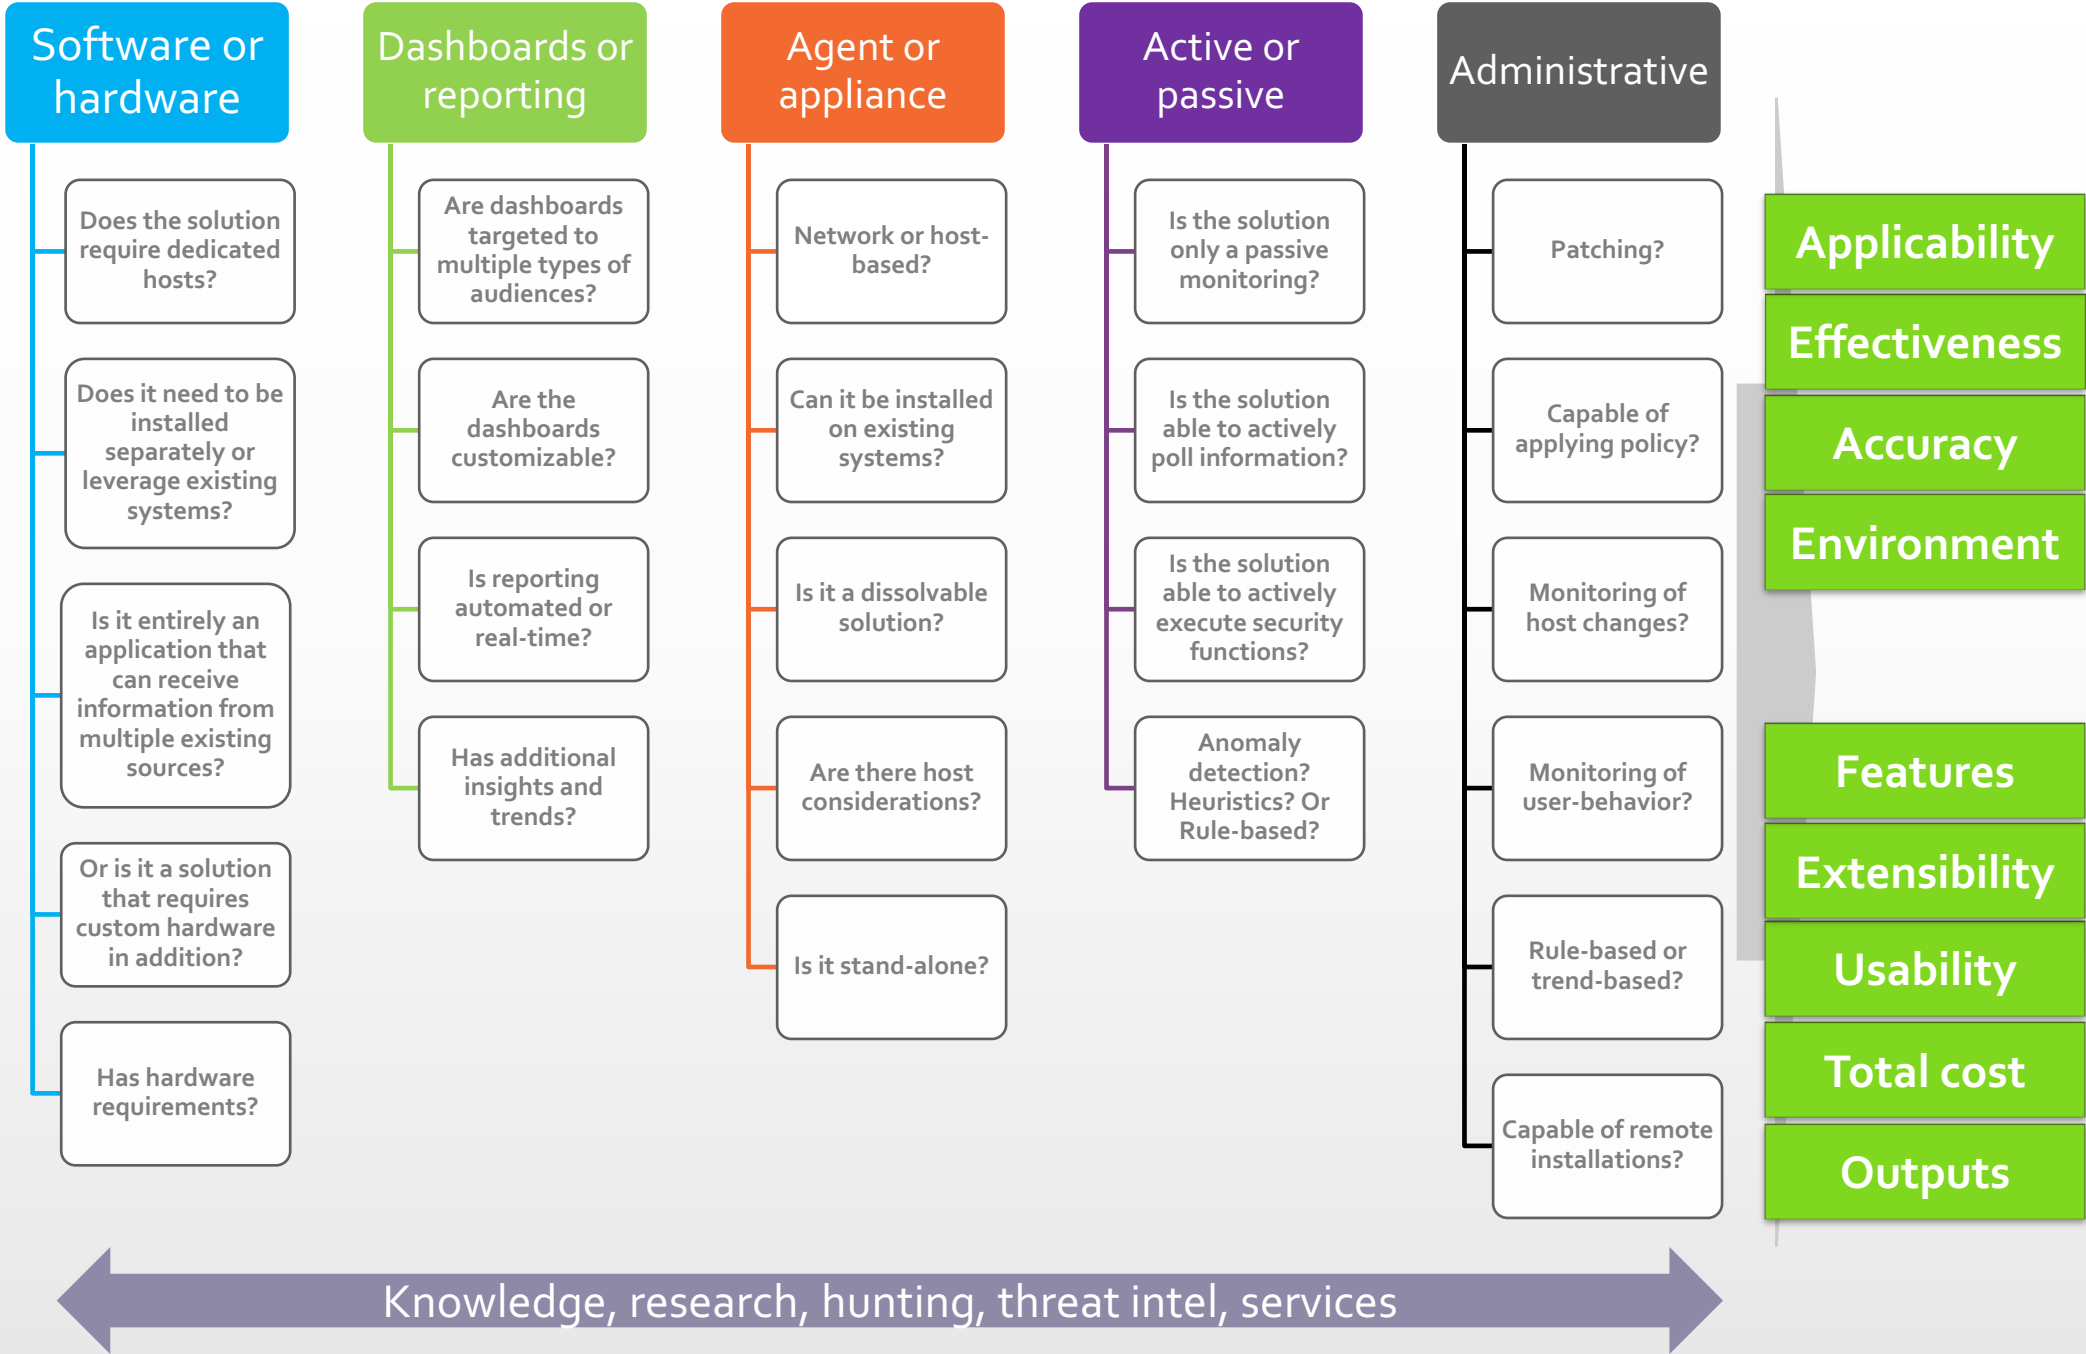 Software or
hardware
Does the solution
require dedicated
hosts?
Does it need to be
installed
separately or
leverage existing
systems?
Is it entirely an
application that
can receive
information from
multiple existing
sources?
Or is it a solution
that requires
custom hardware
in addition?
Has hardware
requirements?
Dashboards or
reporting
Are dashboards
targeted to
multiple types of
audiences?
Are the
dashboards
customizable?
Is reporting
automated or
real-time?
Has additional
insights and
trends?
Agent or
appliance
Network or host-
based?
Can it be installed
on existing
systems?
Is it a dissolvable
solution?
Are there host
considerations?
Is it stand-alone?
Active or
passive
Is the solution
only a passive
monitoring?
Is the solution
able to actively
poll information?
Is the solution
able to actively
execute security
functions?
Anomaly
detection?
Heuristics? Or
Rule-based?
Administrative
Patching?
Capable of
applying policy?
Monitoring of
host changes?
Monitoring of
user-behavior?
Rule-based or
trend-based?
Capable of remote
installations?
Applicability
Effectiveness
Accuracy
Environment
Features
Extensibility
Usability
Total cost
Outputs
Knowledge, research, hunting, threat intel, services